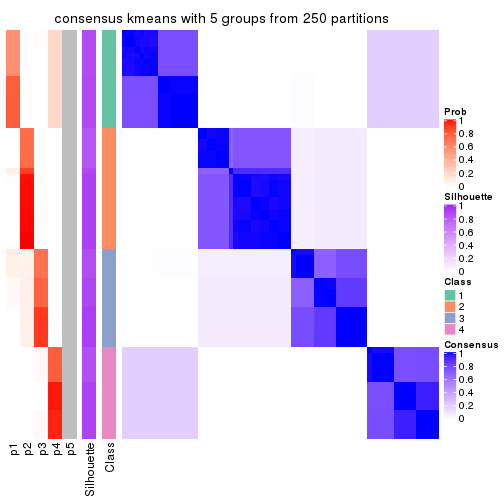 consensus kmeans with 5 groups from 250 partitions
Prob
1
0.8
0.6
0.4
0.2
0
Silhouette
1
0.8
0.6
0.4
0.2
0
Class
1
2
3
4
Consensus
1
0.8
0.6
0.4
0.2
0
p1
p2
p3
p4
p5
Silhouette
Class